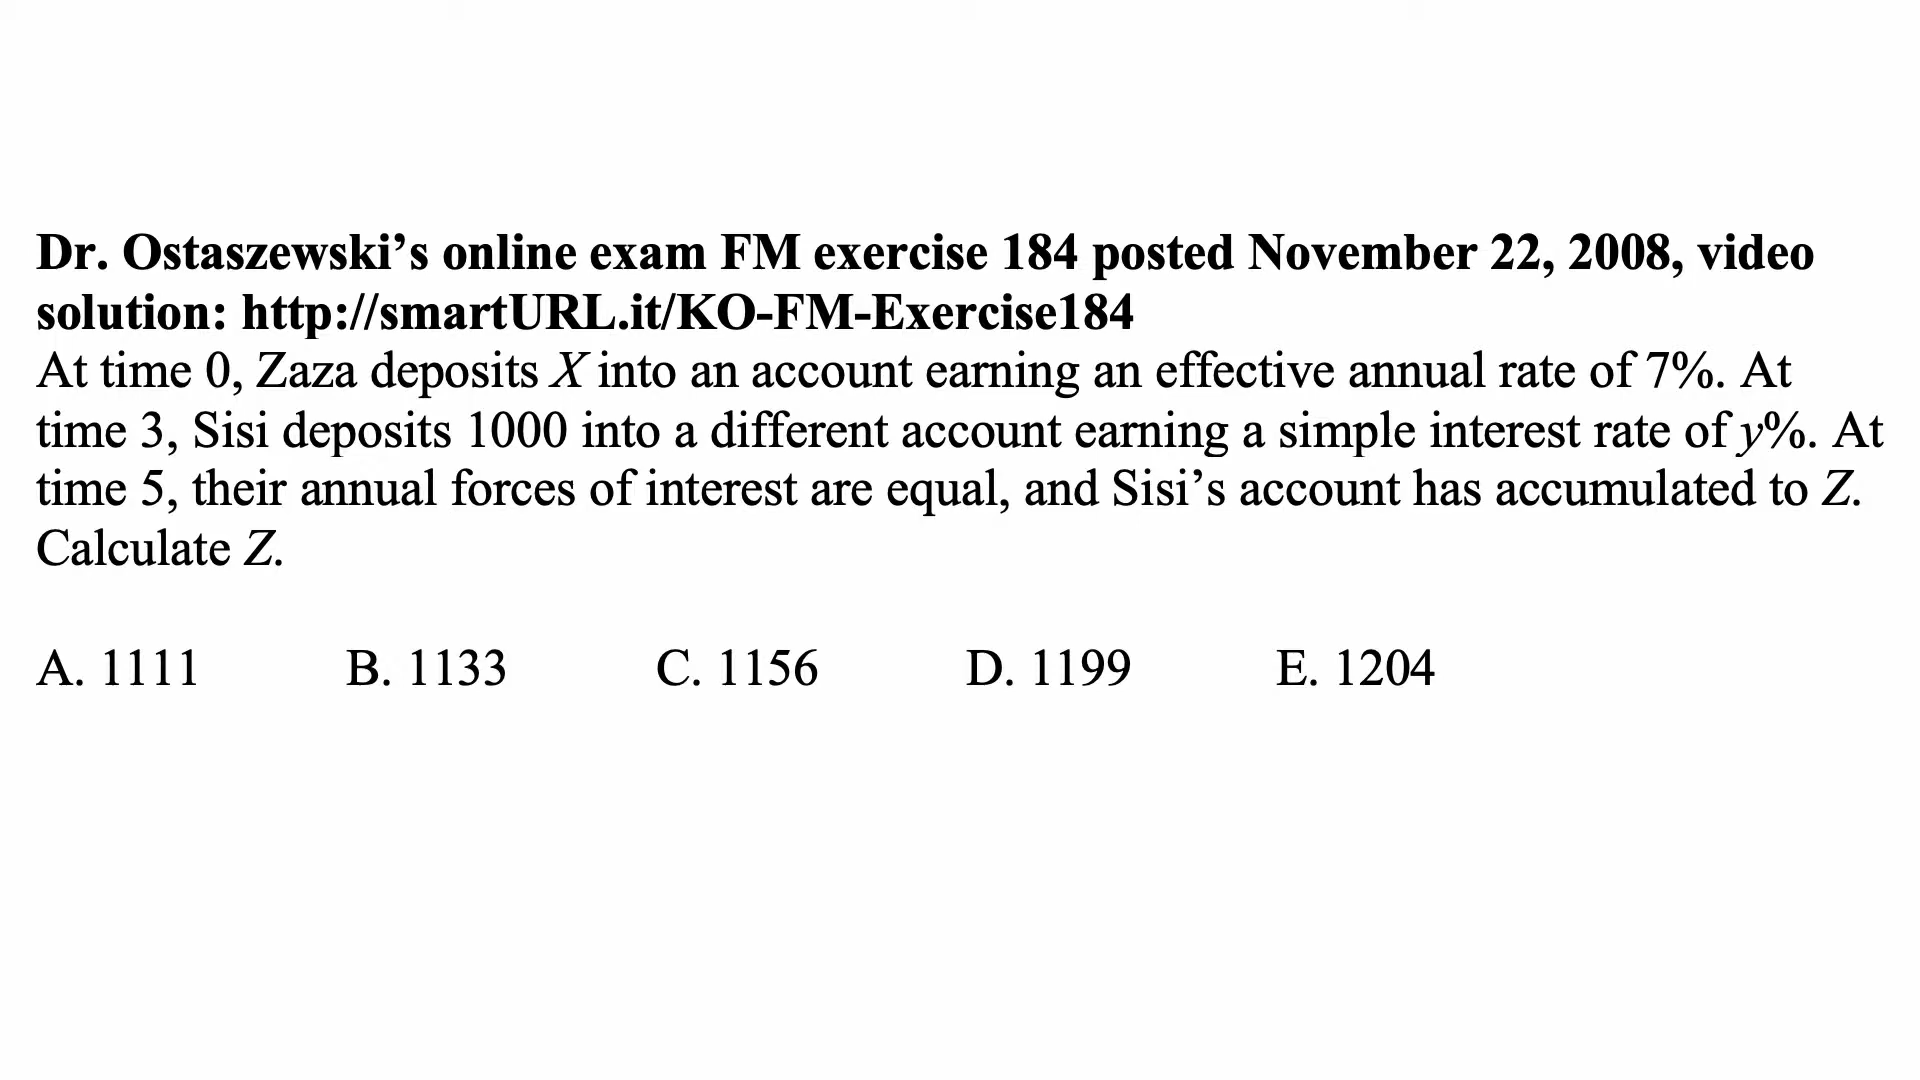 Dr. Ostaszewski’s online exam FM exercise 184 posted November 22, 2008, video
solution: http://smartURL.it/KO-FM-Exercise184
At time 0, Zaza deposits X into an account earning an effective annual rate of 7%. At
time 3, Sisi deposits 1000 into a different account earning a simple interest rate of y%. At
time 5, their annual forces of interest are equal, and Sisi’s account has accumulated to Z.
Calculate Z.
A. 1111 B. 1133 C. 1156 D. 1199 E. 1204